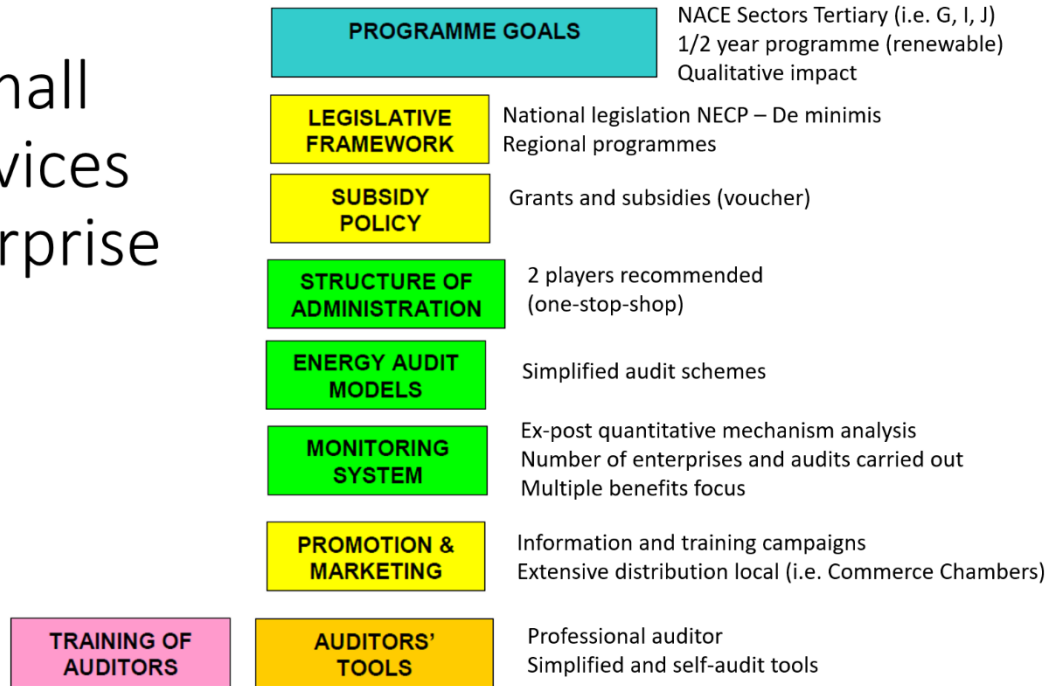 nall
vices
rprise
PROGRAMME GOALS
NACE Sectors Tertiary (i.e. G, I, J)
1/2 year programme (renewable)
Qualitative impact
LEGISLATIVE
FRAMEWORK
National legislation NECP – De minimis
Regional programmes
SUBSIDY
POLICY
Grants and subsidies (voucher)
STRUCTURE OF
ADMINISTRATION
2 players recommended
(one-stop-shop)
ENERGY AUDIT
MODELS
Simplified audit schemes
MONITORING
SYSTEM
Ex-post quantitative mechanism analysis
Number of enterprises and audits carried out
Multiple benefits focus
PROMOTION &
MARKETING
Information and training campaigns
Extensive distribution local (i.e. Commerce Chambers)
TRAINING OF
AUDITORS
AUDITORS’
TOOLS
Professional auditor
Simplified and self-audit tools